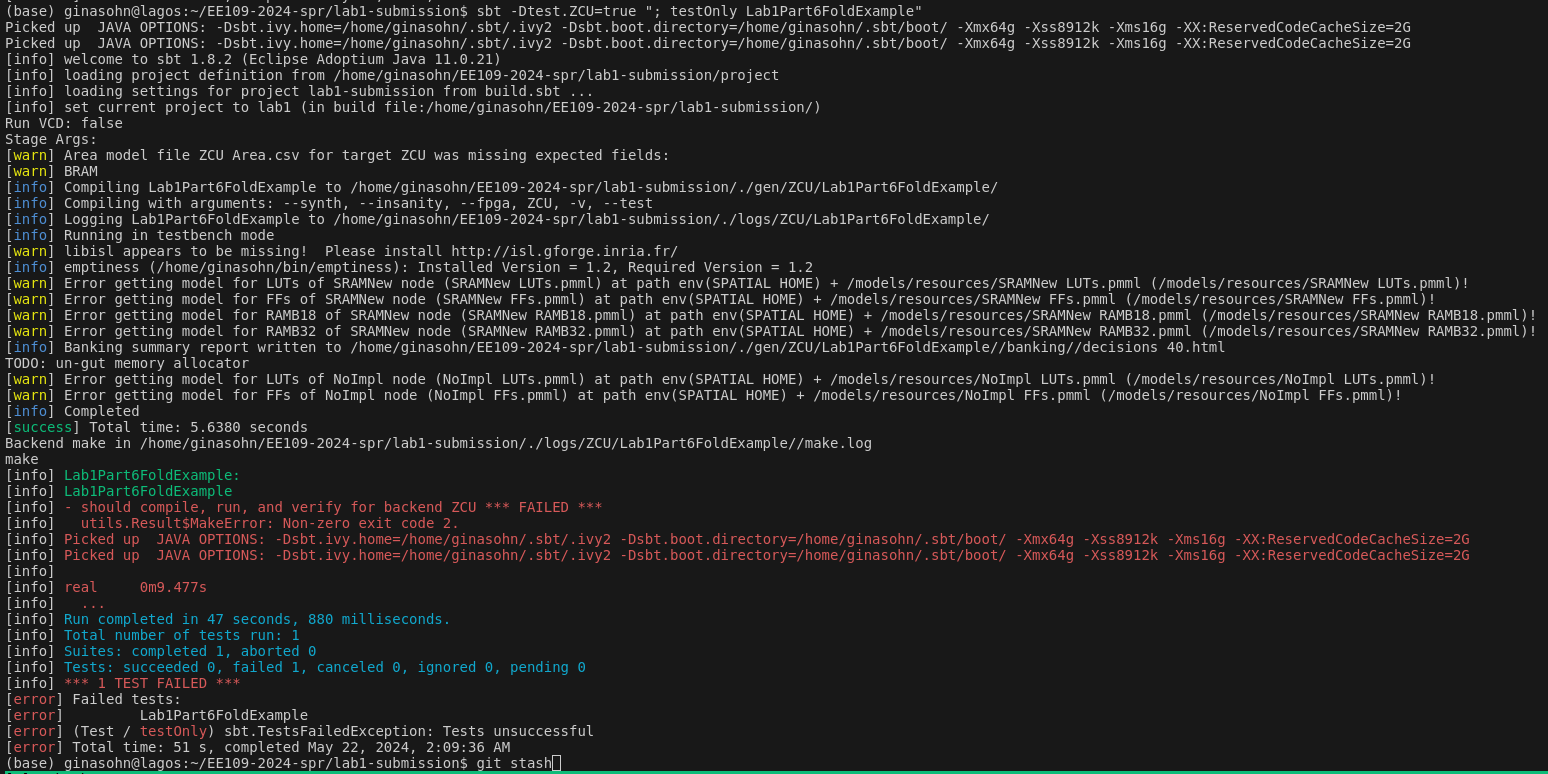 (base) ginasohn@lagos:~/EE109-2024-spr/lab1-submission$ sbt -Dtest.ZCU=true "; testOnly Lab1Part6FoldExample"
Picked up  JAVA OPTIONS: -Dsbt.ivy.home=/home/ginasohn/.sbt/.ivy2 -Dsbt.boot.directory=/home/ginasohn/.sbt/boot/ -Xmx64g -Xss8912k -Xms16g -XX:ReservedCodeCacheSize=2G
Picked up  JAVA OPTIONS: -Dsbt.ivy.home=/home/ginasohn/.sbt/.ivy2 -Dsbt.boot.directory=/home/ginasohn/.sbt/boot/ -Xmx64g -Xss8912k -Xms16g -XX:ReservedCodeCacheSize=2G
[info] welcome to sbt 1.8.2 (Eclipse Adoptium Java 11.0.21)
[info] loading project definition from /home/ginasohn/EE109-2024-spr/lab1-submission/project
[info] loading settings for project lab1-submission from build.sbt ...
[info] set current project to lab1 (in build file:/home/ginasohn/EE109-2024-spr/lab1-submission/)
Run VCD: false
Stage Args:
[warn] Area model file ZCU Area.csv for target ZCU was missing expected fields:
[warn] BRAM
[info] Compiling Lab1Part6FoldExample to /home/ginasohn/EE109-2024-spr/lab1-submission/./gen/ZCU/Lab1Part6FoldExample/
[info] Compiling with arguments: --synth, --insanity, --fpga, ZCU, -v, --test
[info] Logging Lab1Part6FoldExample to /home/ginasohn/EE109-2024-spr/lab1-submission/./logs/ZCU/Lab1Part6FoldExample/
[info] Running in testbench mode
[warn] libisl appears to be missing!  Please install http://isl.gforge.inria.fr/
[info] emptiness (/home/ginasohn/bin/emptiness): Installed Version = 1.2, Required Version = 1.2
[warn] Error getting model for LUTs of SRAMNew node (SRAMNew LUTs.pmml) at path env(SPATIAL HOME) + /models/resources/SRAMNew LUTs.pmml (/models/resources/SRAMNew LUTs.pmml)!
[warn] Error getting model for FFs of SRAMNew node (SRAMNew FFs.pmml) at path env(SPATIAL HOME) + /models/resources/SRAMNew FFs.pmml (/models/resources/SRAMNew FFs.pmml)!
[warn] Error getting model for RAMB18 of SRAMNew node (SRAMNew RAMB18.pmml) at path env(SPATIAL HOME) + /models/resources/SRAMNew RAMB18.pmml (/models/resources/SRAMNew RAMB18.pmml)!
[warn] Error getting model for RAMB32 of SRAMNew node (SRAMNew RAMB32.pmml) at path env(SPATIAL HOME) + /models/resources/SRAMNew RAMB32.pmml (/models/resources/SRAMNew RAMB32.pmml)!
[info] Banking summary report written to /home/ginasohn/EE109-2024-spr/lab1-submission/./gen/ZCU/Lab1Part6FoldExample//banking//decisions 40.html
TODO: un-gut memory allocator
[warn] Error getting model for LUTs of NoImpl node (NoImpl LUTs.pmml) at path env(SPATIAL HOME) + /models/resources/NoImpl LUTs.pmml (/models/resources/NoImpl LUTs.pmml)!
[warn] Error getting model for FFs of NoImpl node (NoImpl FFs.pmml) at path env(SPATIAL HOME) + /models/resources/NoImpl FFs.pmml (/models/resources/NoImpl FFs.pmml)!
[info] Completed
[success] Total time: 5.6380 seconds
Backend make in /home/ginasohn/EE109-2024-spr/lab1-submission/./logs/ZCU/Lab1Part6FoldExample//make.log
make
[info] Lab1Part6FoldExample:
[info] Lab1Part6FoldExample
[info] - should compile, run, and verify for backend ZCU *** FAILED ***
[info]   utils.Result$MakeError: Non-zero exit code 2.
[info] Picked up  JAVA OPTIONS: -Dsbt.ivy.home=/home/ginasohn/.sbt/.ivy2 -Dsbt.boot.directory=/home/ginasohn/.sbt/boot/ -Xmx64g -Xss8912k -Xms16g -XX:ReservedCodeCacheSize=2G
[info] Picked up  JAVA OPTIONS: -Dsbt.ivy.home=/home/ginasohn/.sbt/.ivy2 -Dsbt.boot.directory=/home/ginasohn/.sbt/boot/ -Xmx64g -Xss8912k -Xms16g -XX:ReservedCodeCacheSize=2G
[info]
[info] real     0m9.477s
[info]   ...
[info] Run completed in 47 seconds, 880 milliseconds.
[info] Total number of tests run: 1
[info] Suites: completed 1, aborted 0
[info] Tests: succeeded 0, failed 1, canceled 0, ignored 0, pending 0
[info] *** 1 TEST FAILED ***
[error] Failed tests:
[error]         Lab1Part6FoldExample
[error] (Test / testOnly) sbt.TestsFailedException: Tests unsuccessful
[error] Total time: 51 s, completed May 22, 2024, 2:09:36 AM
(base) ginasohn@lagos:~/EE109-2024-spr/lab1-submission$ git stash